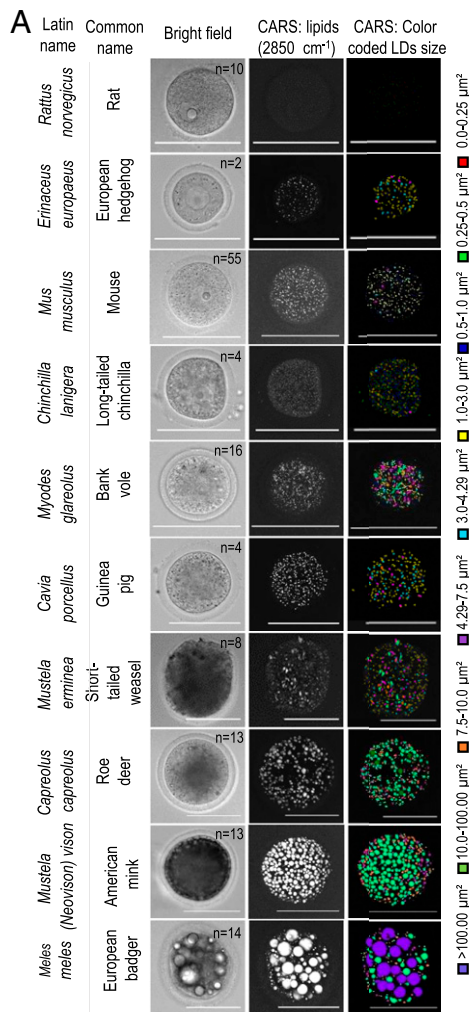 A
Latin name
Common name
Bright field
CARS: lipids (2850 cm⁻¹)
CARS: Color coded LDs size
Rattus norvegicus
Rat
n=10
Erinaceus europaeus
European hedgehog
n=2
Mus musculus
Mouse
n=55
Chinchilla lanigera
Long-tailed chinchilla
n=4
Myodes glareolus
Bank vole
n=16
Cavia porcellus
Guinea pig
n=4
Mustela erminea
Short-tailed weasel
n=8
Capreolus capreolus
Roe deer
n=13
Mustela (Neovison) vison
American mink
n=13
Meles meles
European badger
n=14
>100.00 µm²
10.0-100.00 µm²
7.5-10.0 µm²
4.29-7.5 µm²
3.0-4.29 µm²
1.0-3.0 µm²
0.5-1.0 µm²
0.25-0.5 µm²
0.0-0.25 µm²